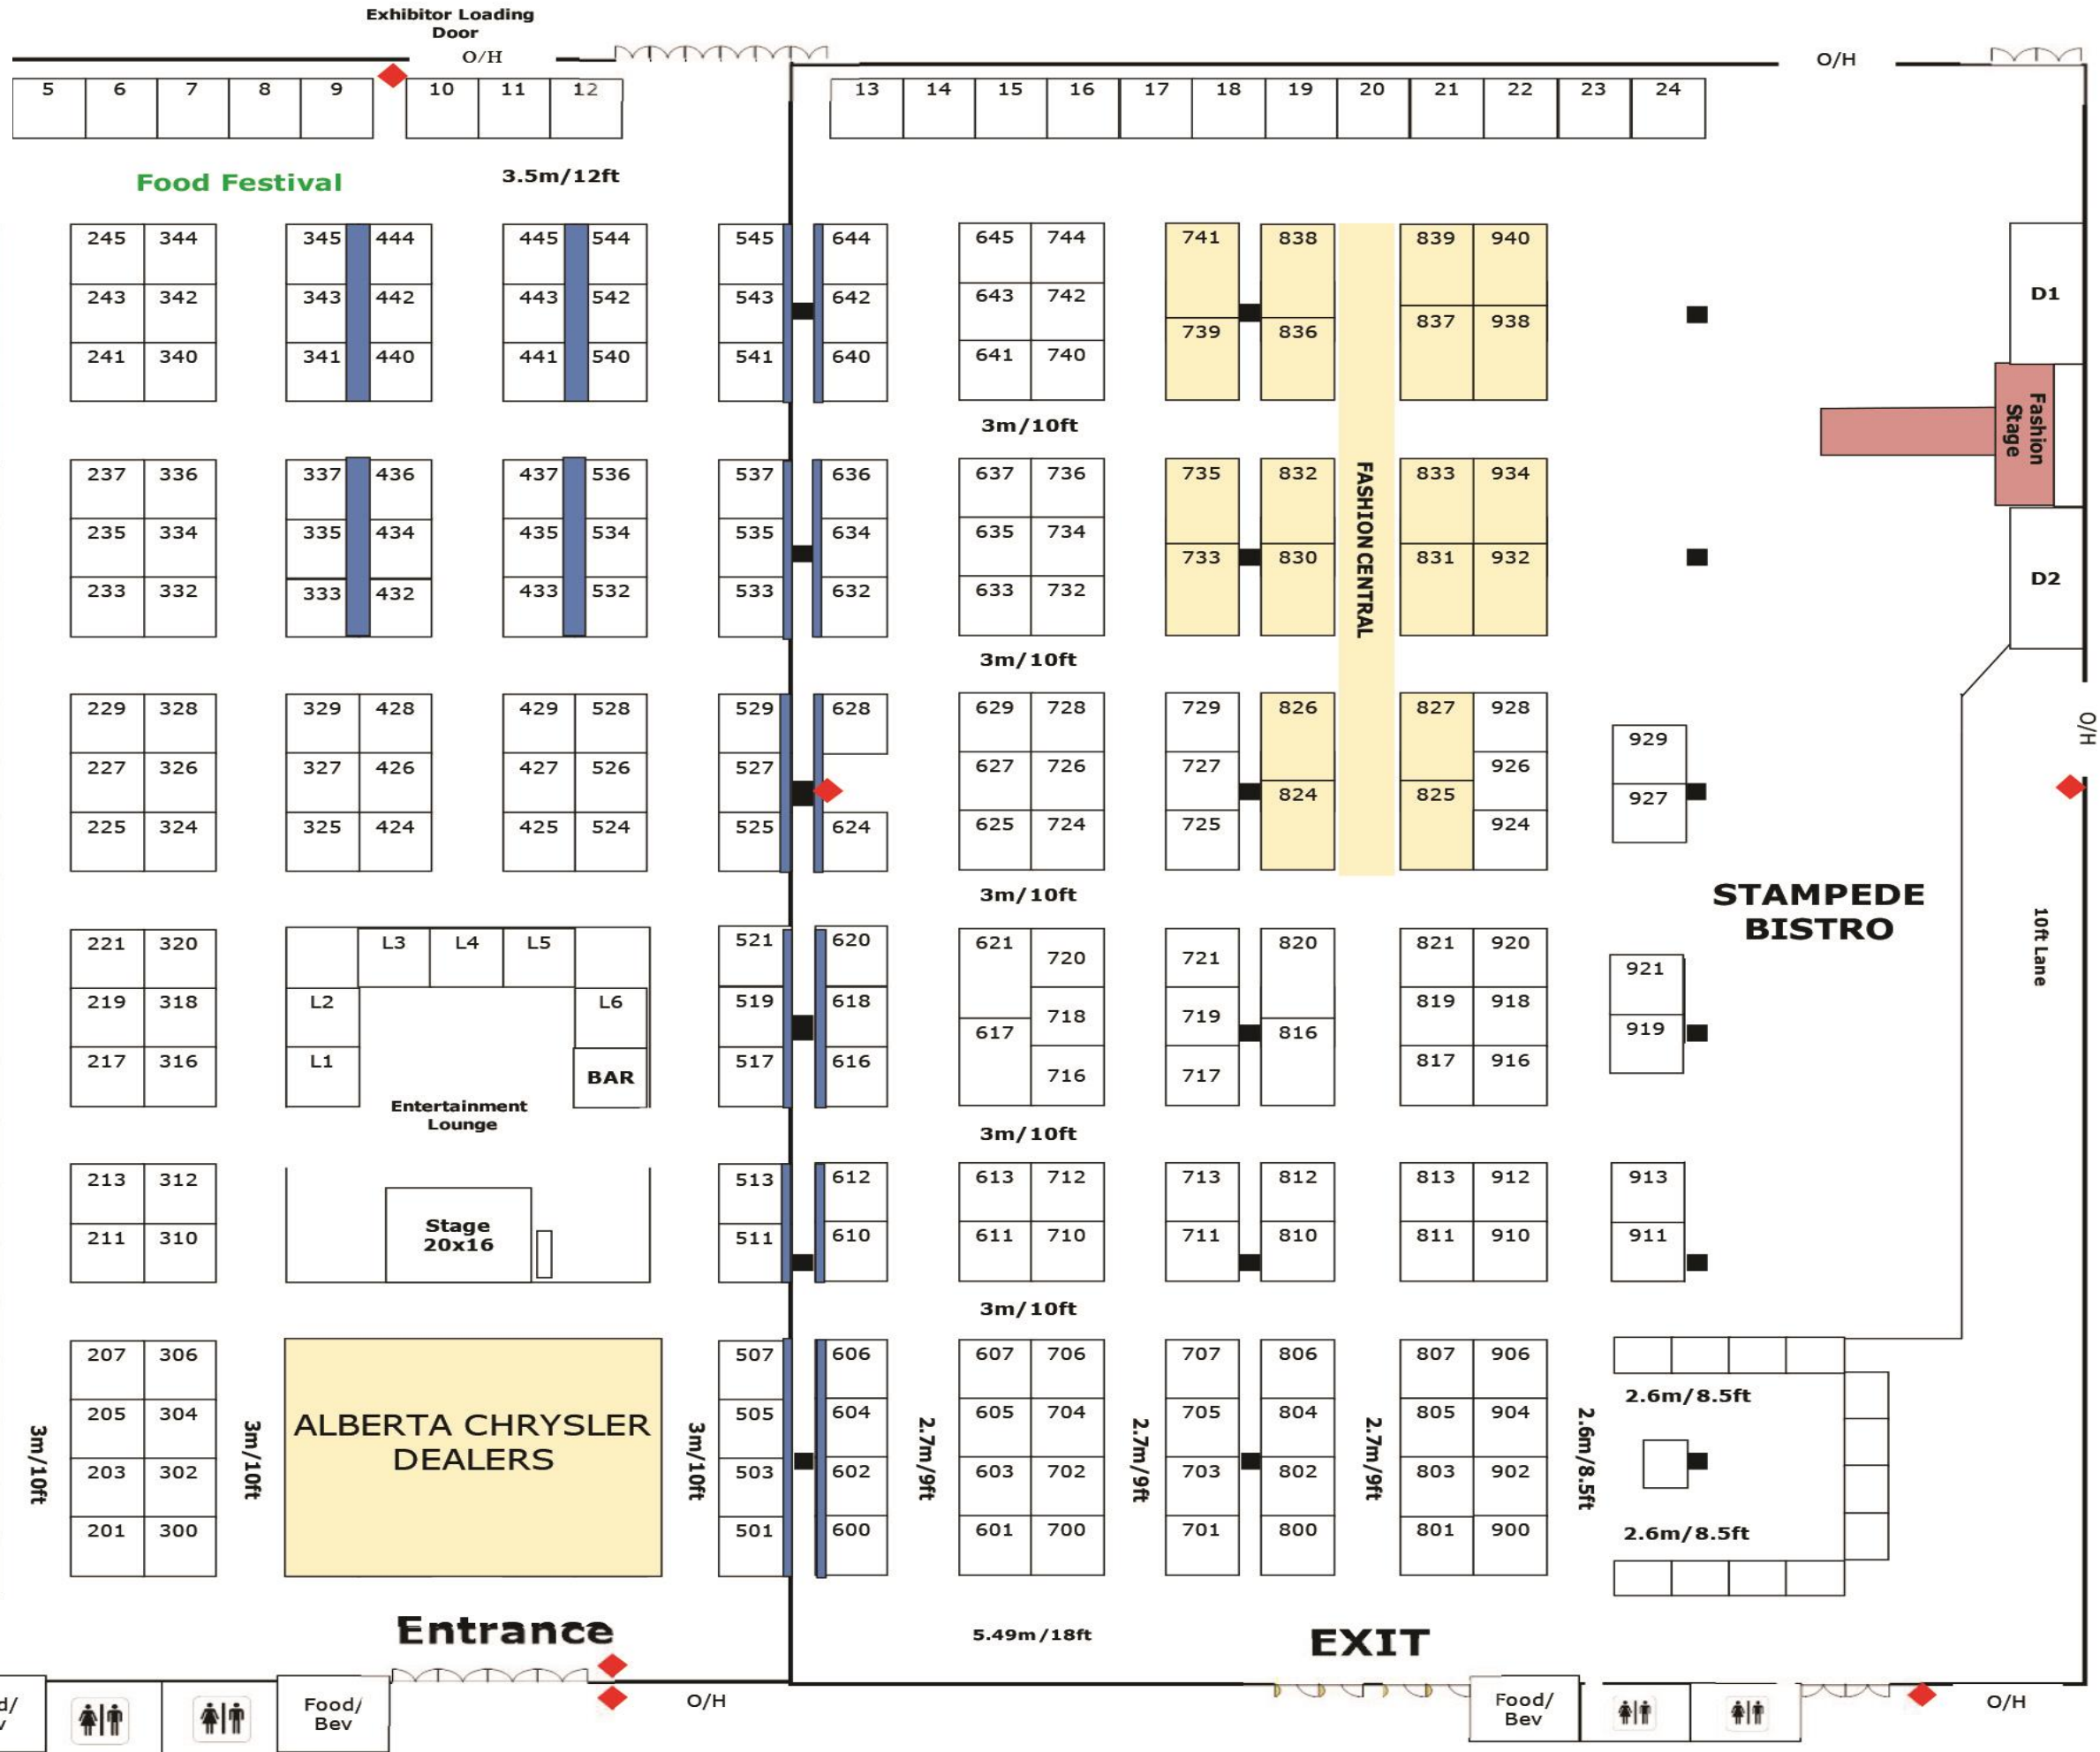 Exhibitor Loading
Door
O/H
O/H
5 6 7 8 9 10 11 12 13 14 15 16 17 18 19 20 21 22 23 24
Food Festival
3.5m/12ft
245 344 345 444 445 544 545 644 645 744 741 838 839 940
243 342 343 442 443 542 543 642 643 742 739 836 837 938
241 340 341 440 441 540 541 640 641 740
D1
3m/10ft
Fashion
Stage
237 336 337 436 437 536 537 636 637 736 735 832 833 934
235 334 335 434 435 534 535 634 635 734 733 830 831 932
233 332 333 432 433 532 533 632 633 732
FASHION CENTRAL
D2
3m/10ft
229 328 329 428 429 528 529 628 629 728 729 826 827 928 929
227 326 327 426 427 526 527 627 726 727 824 825 926 927
225 324 325 424 425 524 525 624 625 724 725 924
O/H
3m/10ft
STAMPEDE
BISTRO
10ft Lane
221 320 L3 L4 L5 521 620 621 720 721 820 821 920 921
219 318 L2 L6 519 618 617 718 719 816 819 918 919
217 316 L1 BAR 517 616 716 717 817 916
Entertainment
Lounge
3m/10ft
213 312 513 612 613 712 713 812 813 912 913
211 310 511 610 611 710 711 810 811 910 911
Stage
20x16
3m/10ft
207 306 507 606 607 706 707 806 807 906
205 304 505 604 605 704 705 804 805 904
203 302 503 602 603 702 703 802 803 902
201 300 501 600 601 700 701 800 801 900
ALBERTA CHRYSLER
DEALERS
3m/10ft
3m/10ft
3m/10ft
2.7m/9ft
2.7m/9ft
2.7m/9ft
2.6m/8.5ft
2.6m/8.5ft
2.6m/8.5ft
Entrance
5.49m/18ft
EXIT
d/
v
Food/
Bev
O/H
Food/
Bev
O/H